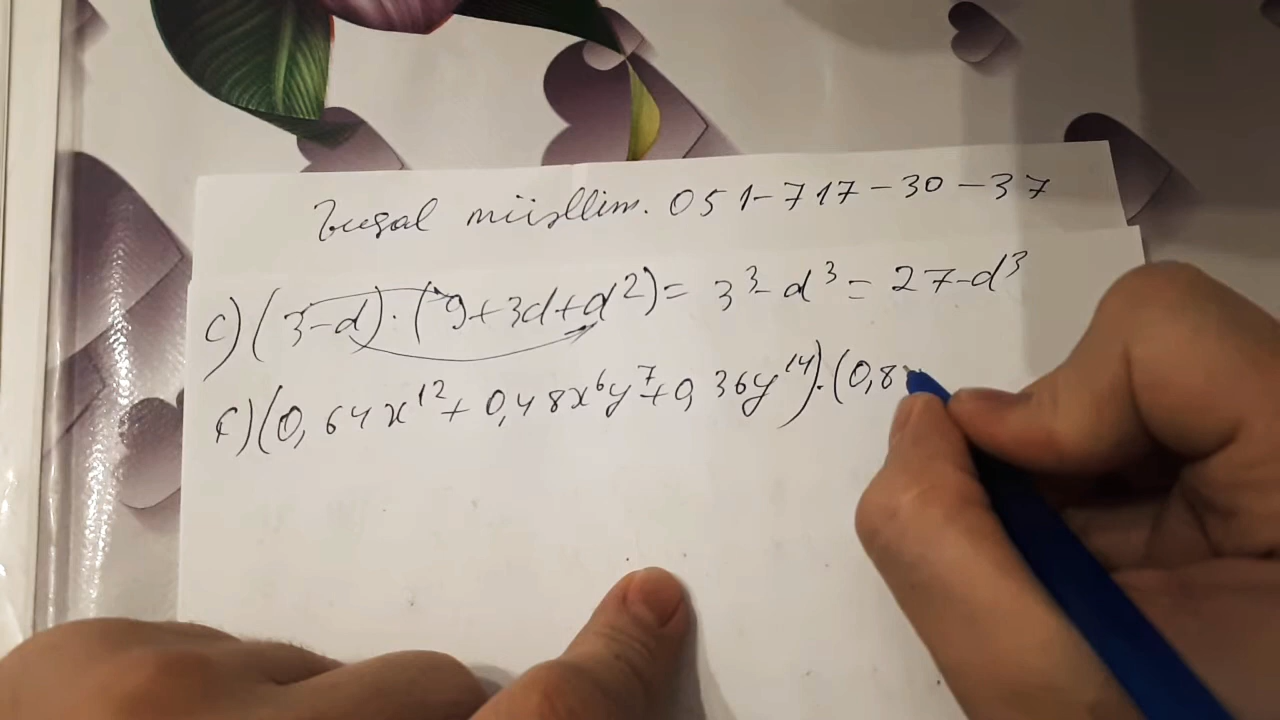 müəllim. 051-717-30-37
c) (3-d)·(9+3d+d²) = 3³-d³ = 27-d³
f) (0,64x¹²+0,48x⁶y⁷+0,36y¹⁴)·(0,8